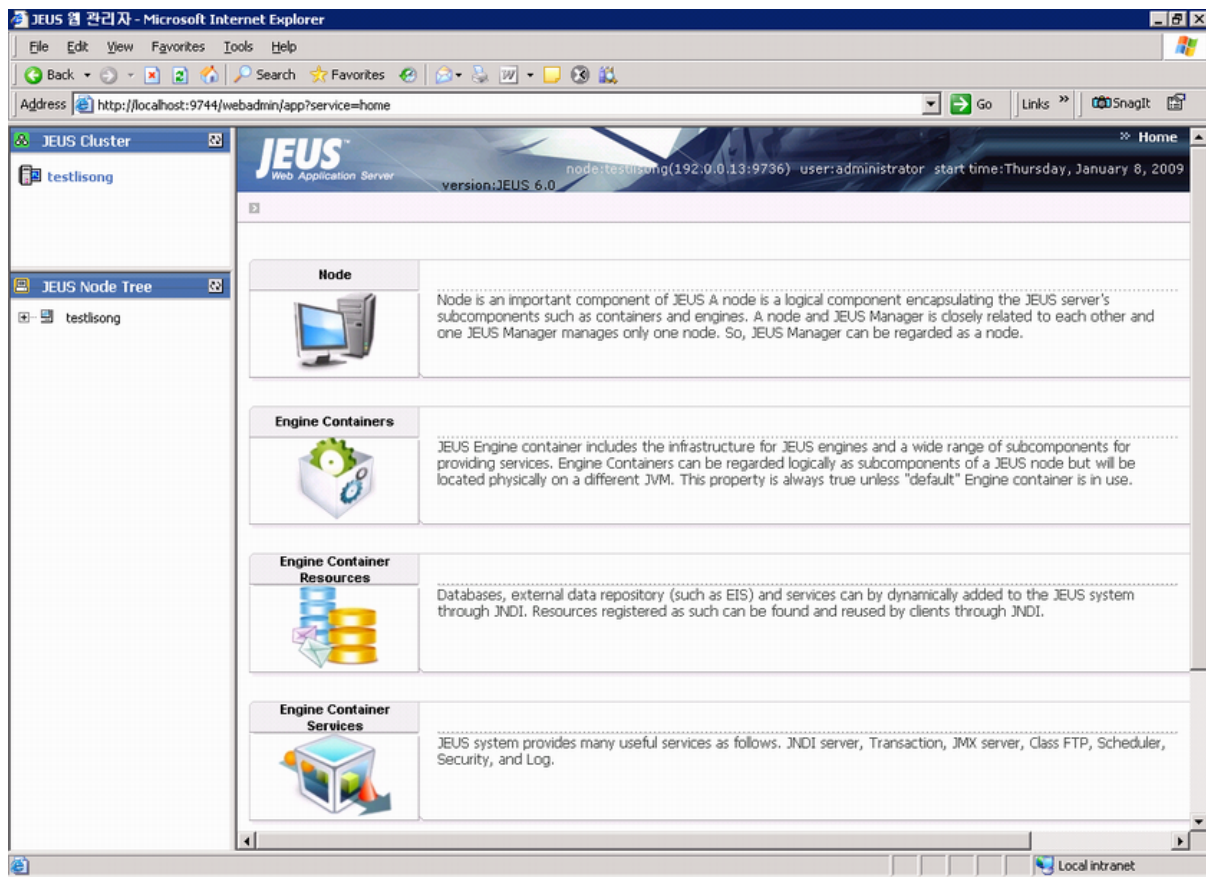 JEUS 웹 관리자 - Microsoft Internet Explorer
File Edit View Favorites Tools Help
Back Search Favorites
Address http://localhost:9744/webadmin/app?service=home Go Links » SnagIt
JEUS Cluster
testlisong
JEUS Node Tree
testlisong
» Home
JEUS™
Web Application Server
version:JEUS 6.0
node:testlisong(192.0.0.13:9736) user:administrator start time:Thursday, January 8, 2009
Node
Node is an important component of JEUS A node is a logical component encapsulating the JEUS server's
subcomponents such as containers and engines. A node and JEUS Manager is closely related to each other and
one JEUS Manager manages only one node. So, JEUS Manager can be regarded as a node.
Engine Containers
JEUS Engine container includes the infrastructure for JEUS engines and a wide range of subcomponents for
providing services. Engine Containers can be regarded logically as subcomponents of a JEUS node but will be
located physically on a different JVM. This property is always true unless "default" Engine container is in use.
Engine Container
Resources
Databases, external data repository (such as EIS) and services can by dynamically added to the JEUS system
through JNDI. Resources registered as such can be found and reused by clients through JNDI.
Engine Container
Services
JEUS system provides many useful services as follows. JNDI server, Transaction, JMX server, Class FTP, Scheduler,
Security, and Log.
Local intranet